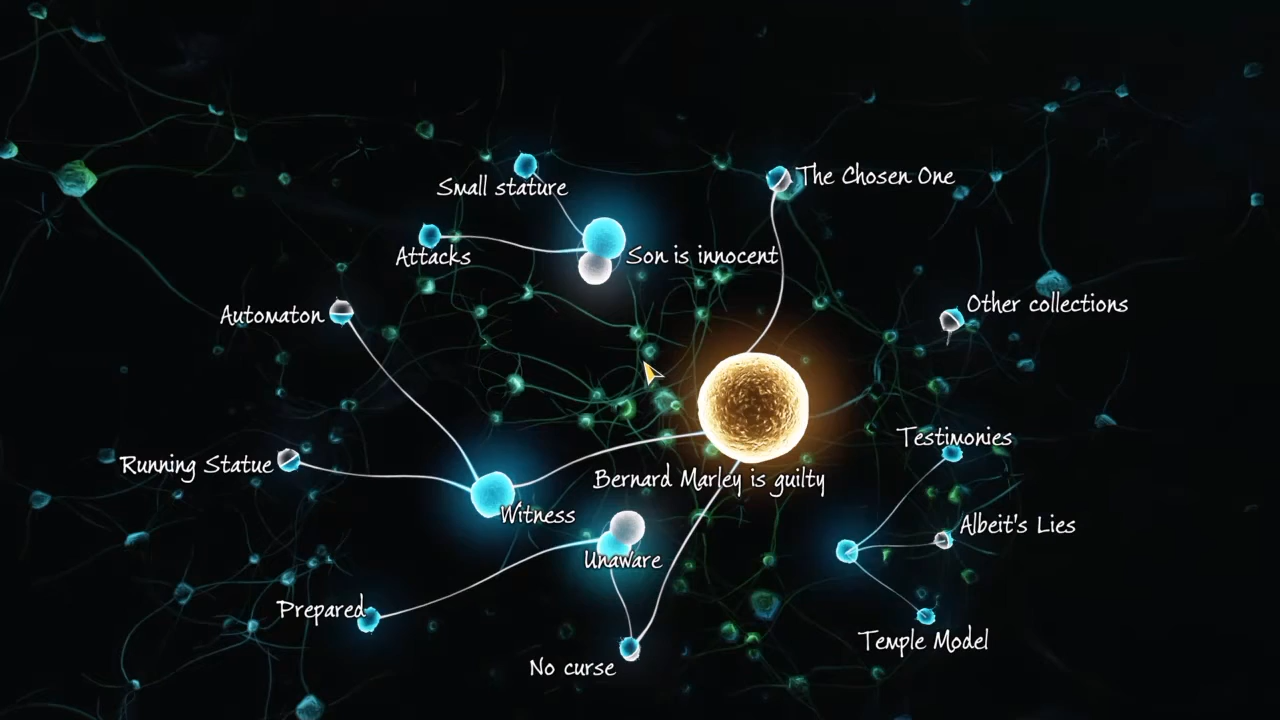 The Chosen One
Small stature
Attacks
Son is innocent
Other collections
Automaton
Testimonies
Running Statue
Bernard Marley is guilty
Witness
Albeit's Lies
Unaware
Prepared
Temple Model
No curse